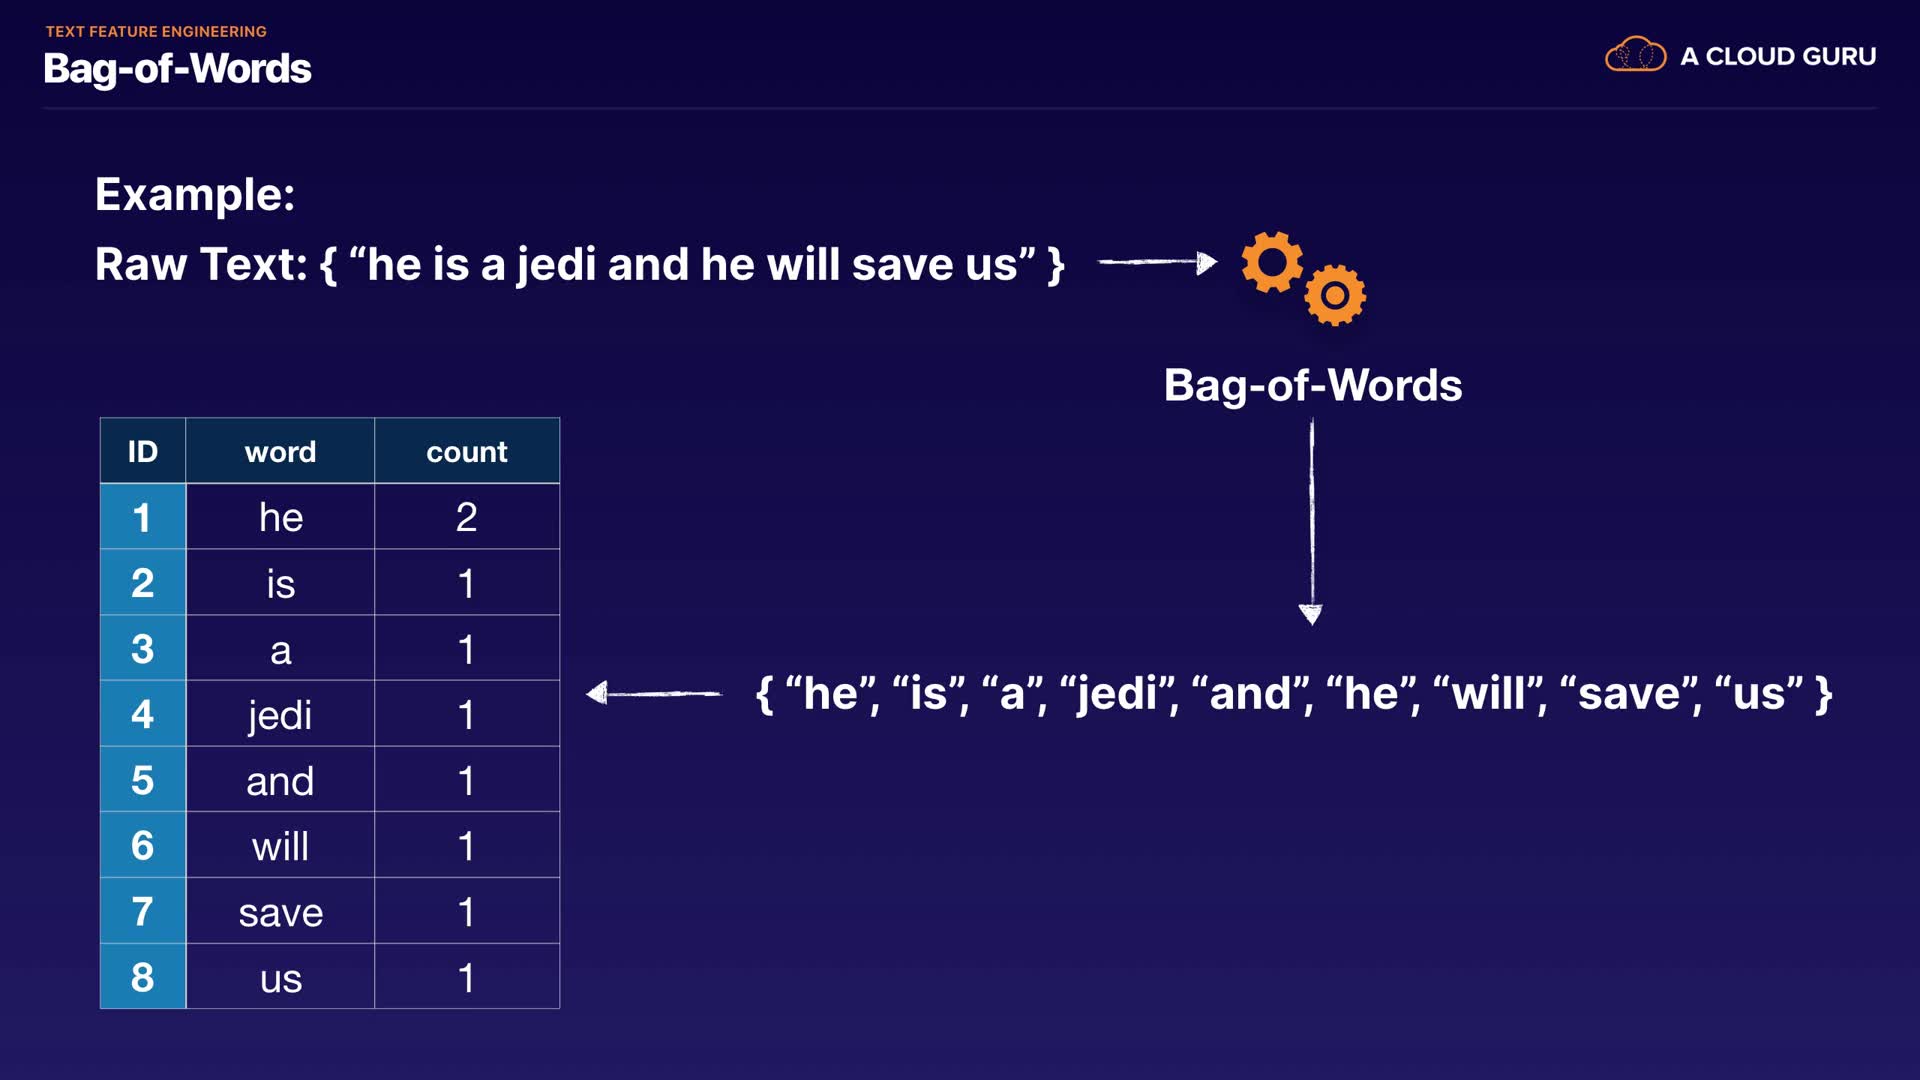 TEXT FEATURE ENGINEERING
Bag-of-Words
A CLOUD GURU
Example:
Raw Text: { “he is a jedi and he will save us” }
Bag-of-Words
{ “he”, “is”, “a”, “jedi”, “and”, “he”, “will”, “save”, “us” }
ID word count
1 he 2
2 is 1
3 a 1
4 jedi 1
5 and 1
6 will 1
7 save 1
8 us 1